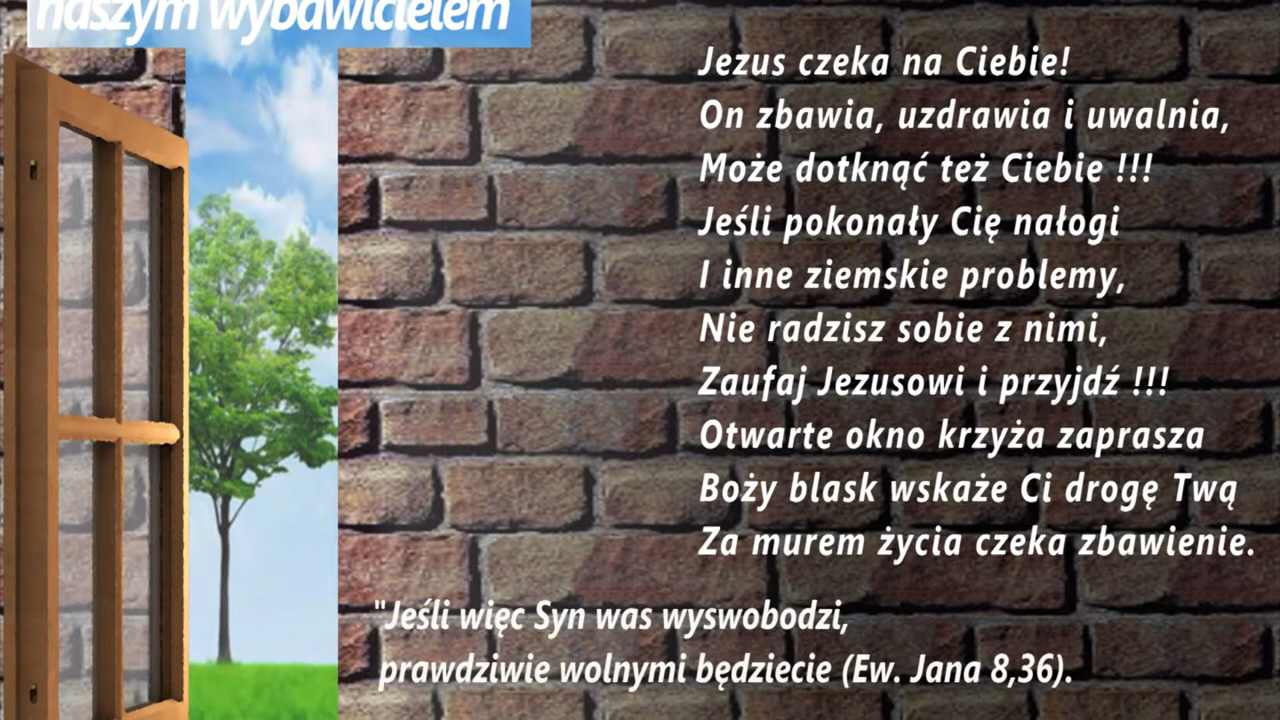 naszym wybawicielem
Jezus czeka na Ciebie!
On zbawia, uzdrawia i uwalnia,
Może dotknąć też Ciebie !!!
Jeśli pokonały Cię nałogi
I inne ziemskie problemy,
Nie radzisz sobie z nimi,
Zaufaj Jezusowi i przyjdź !!!
Otwarte okno krzyża zaprasza
Boży blask wskaże Ci drogę Twą
Za murem życia czeka zbawienie.
"Jeśli więc Syn was wyswobodzi,
prawdziwie wolnymi będziecie (Ew. Jana 8,36).